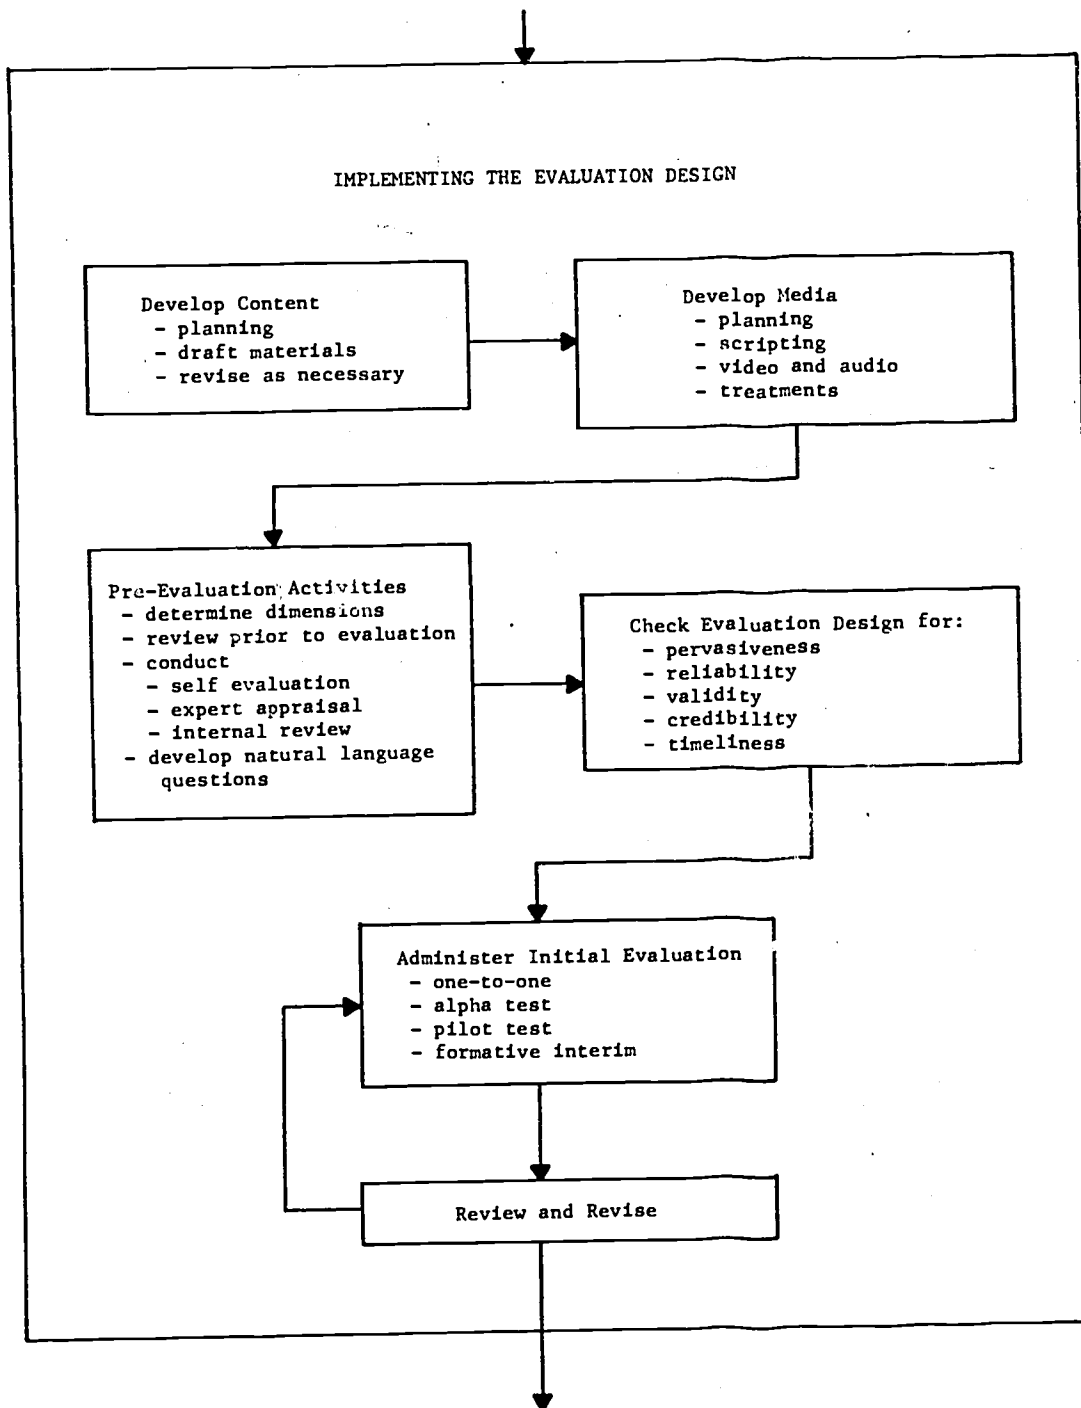 IMPLEMENTING THE EVALUATION DESIGN
Develop Content
- planning
- draft materials
- revise as necessary
Develop Media
- planning
- scripting
- video and audio
- treatments
Pre-Evaluation Activities
- determine dimensions
- review prior to evaluation
- conduct
- self evaluation
- expert appraisal
- internal review
- develop natural language
questions
Check Evaluation Design for:
- pervasiveness
- reliability
- validity
- credibility
- timeliness
Administer Initial Evaluation
- one-to-one
- alpha test
- pilot test
- formative interim
Review and Revise